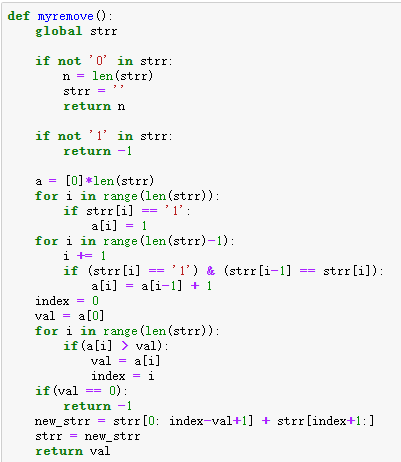 def myremove():
    global strr

    if not '0' in strr:
        n = len(strr)
        strr = ''
        return n

    if not '1' in strr:
        return -1

    a = [0]*len(strr)
    for i in range(len(strr)):
        if strr[i] == '1':
            a[i] = 1
    for i in range(len(strr)-1):
        i += 1
        if (strr[i] == '1') & (strr[i-1] == strr[i]):
            a[i] = a[i-1] + 1
    index = 0
    val = a[0]
    for i in range(len(strr)):
        if(a[i] > val):
            val = a[i]
            index = i
    if(val == 0):
        return -1
    new_strr = strr[0: index-val+1] + strr[index+1:]
    strr = new_strr
    return val